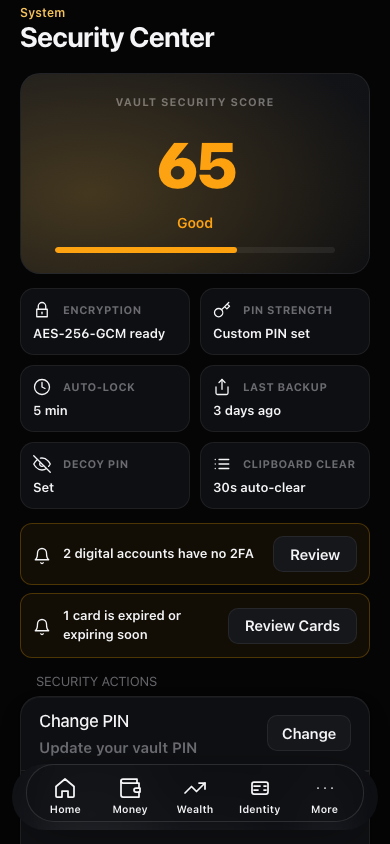 System
Security Center
VAULT SECURITY SCORE
65
Good
ENCRYPTION
AES-256-GCM ready
PIN STRENGTH
Custom PIN set
AUTO-LOCK
5 min
LAST BACKUP
3 days ago
DECOY PIN
Set
CLIPBOARD CLEAR
30s auto-clear
2 digital accounts have no 2FA
Review
1 card is expired or
expiring soon
Review Cards
SECURITY ACTIONS
Change PIN
Update your vault PIN
Change
Home
Money
Wealth
Identity
More